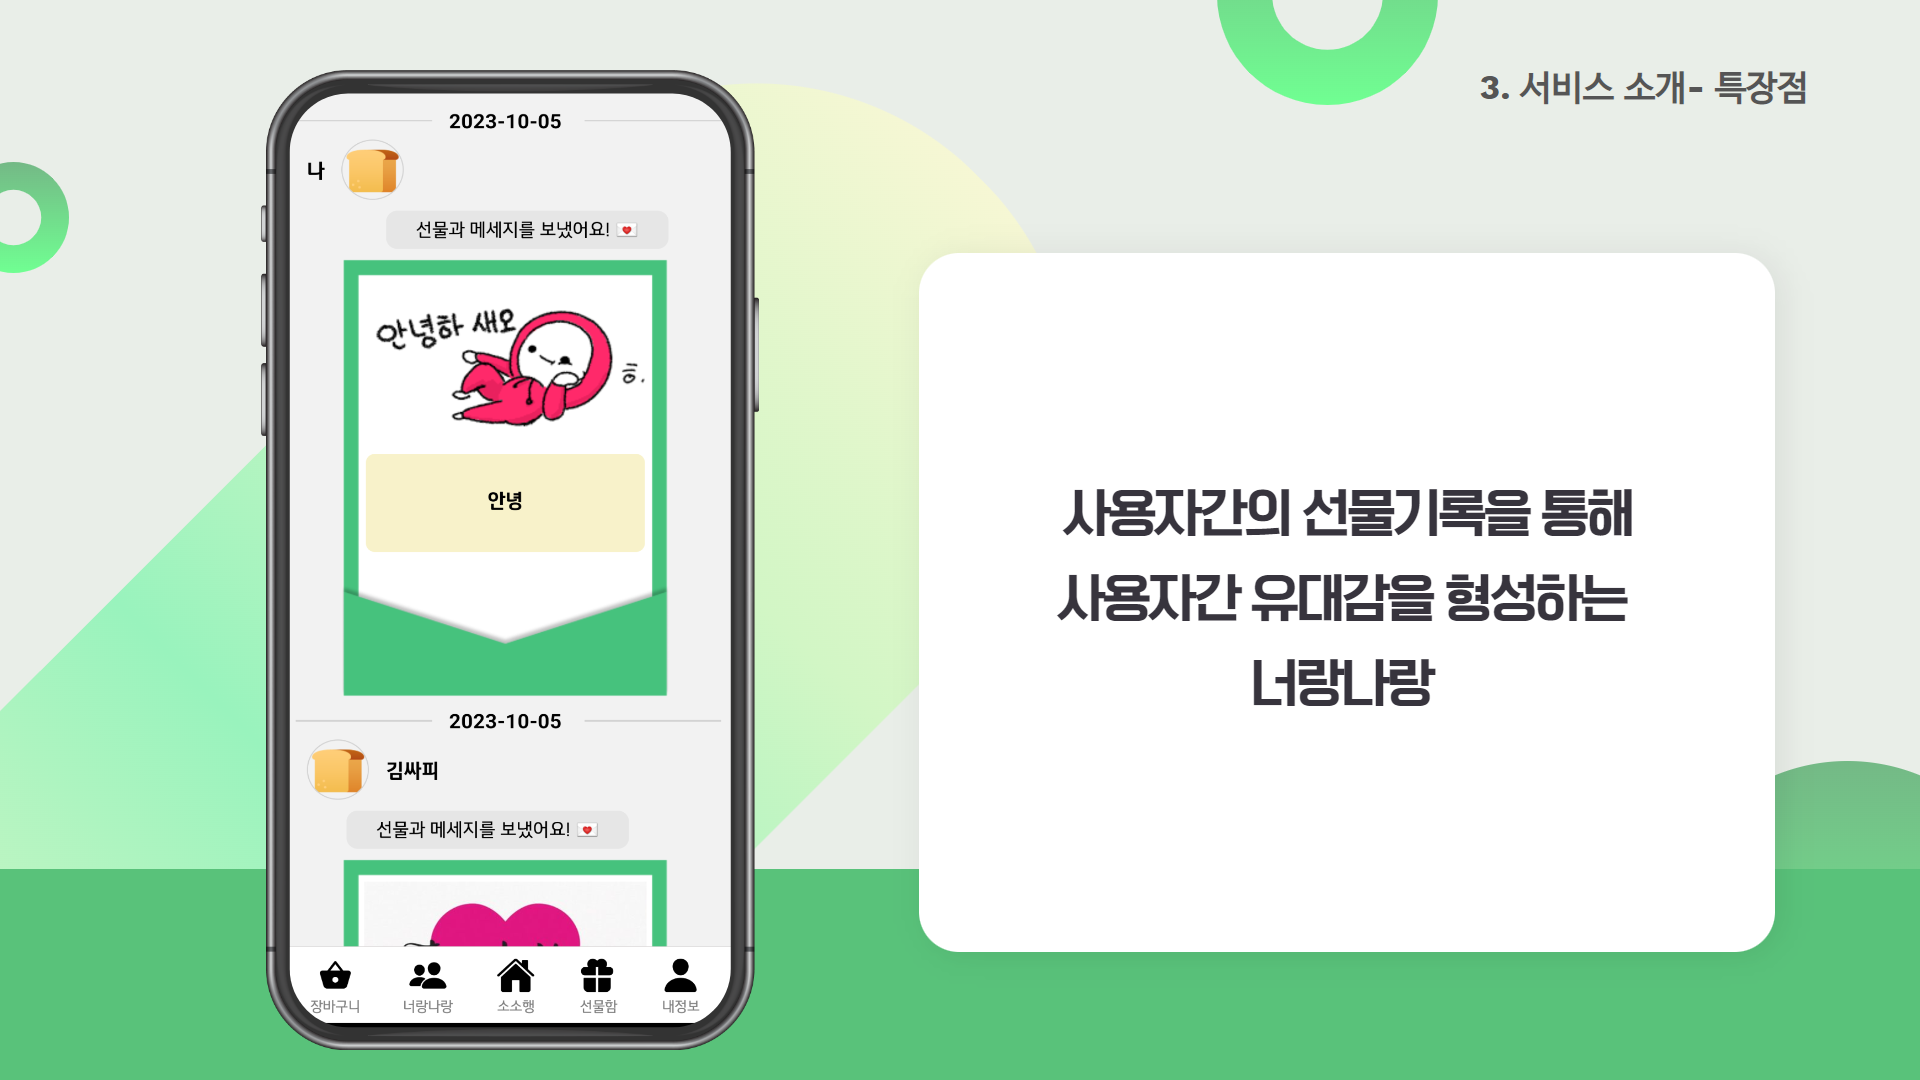 3. 서비스 소개- 특장점
2023-10-05
나
선물과 메세지를 보냈어요! 💌
안녕하 새오
흐.
안녕
2023-10-05
김싸피
선물과 메세지를 보냈어요! 💌
장바구니
너랑나랑
소소행
선물함
내정보
사용자간의 선물기록을 통해
사용자간 유대감을 형성하는
너랑나랑